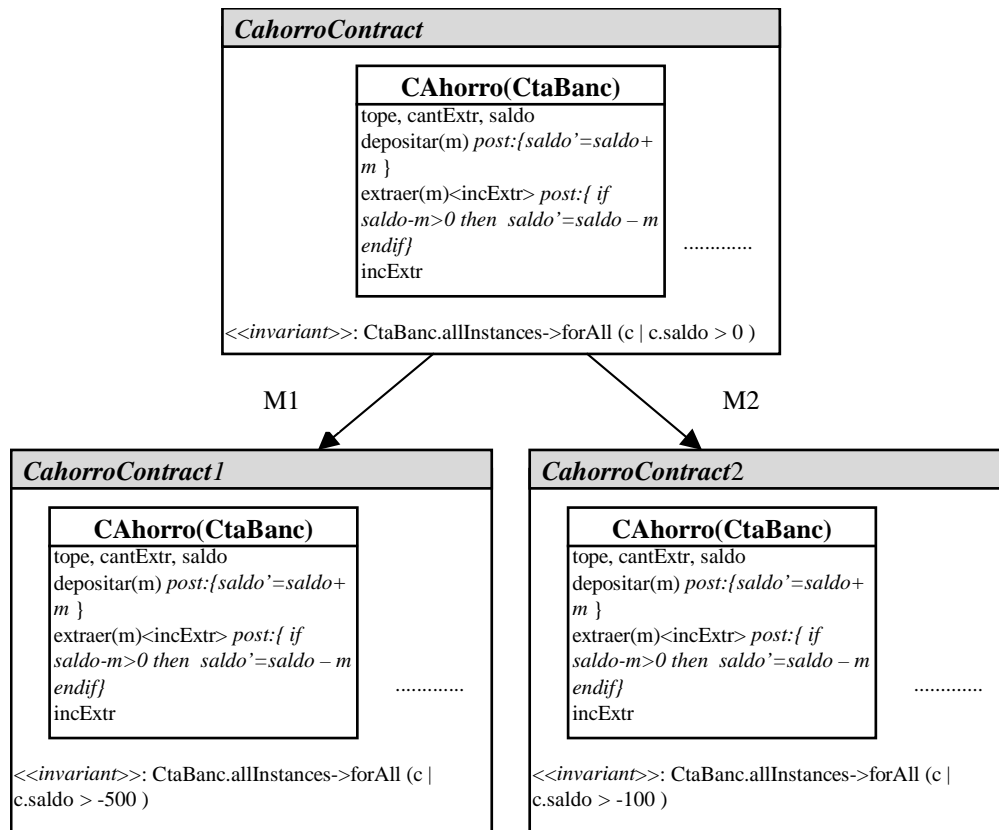 CahorroContract
CAhorro(CtaBanc)
tope, cantExtr, saldo
depositar(m) post:{saldo’=saldo+
m }
extraer(m)<incExtr> post:{ if
saldo-m>0 then saldo’=saldo – m
endif}
.............
incExtr
<<invariant>>: CtaBanc.allInstances->forAll (c | c.saldo > 0 )
M1
M2
CahorroContract1
CAhorro(CtaBanc)
tope, cantExtr, saldo
depositar(m) post:{saldo’=saldo+
m }
extraer(m)<incExtr> post:{ if
saldo-m>0 then saldo’=saldo – m
endif}
.............
incExtr
<<invariant>>: CtaBanc.allInstances->forAll (c |
c.saldo > -500 )
CahorroContract2
CAhorro(CtaBanc)
tope, cantExtr, saldo
depositar(m) post:{saldo’=saldo+
m }
extraer(m)<incExtr> post:{ if
saldo-m>0 then saldo’=saldo – m
endif}
.............
incExtr
<<invariant>>: CtaBanc.allInstances->forAll (c |
c.saldo > -100 )